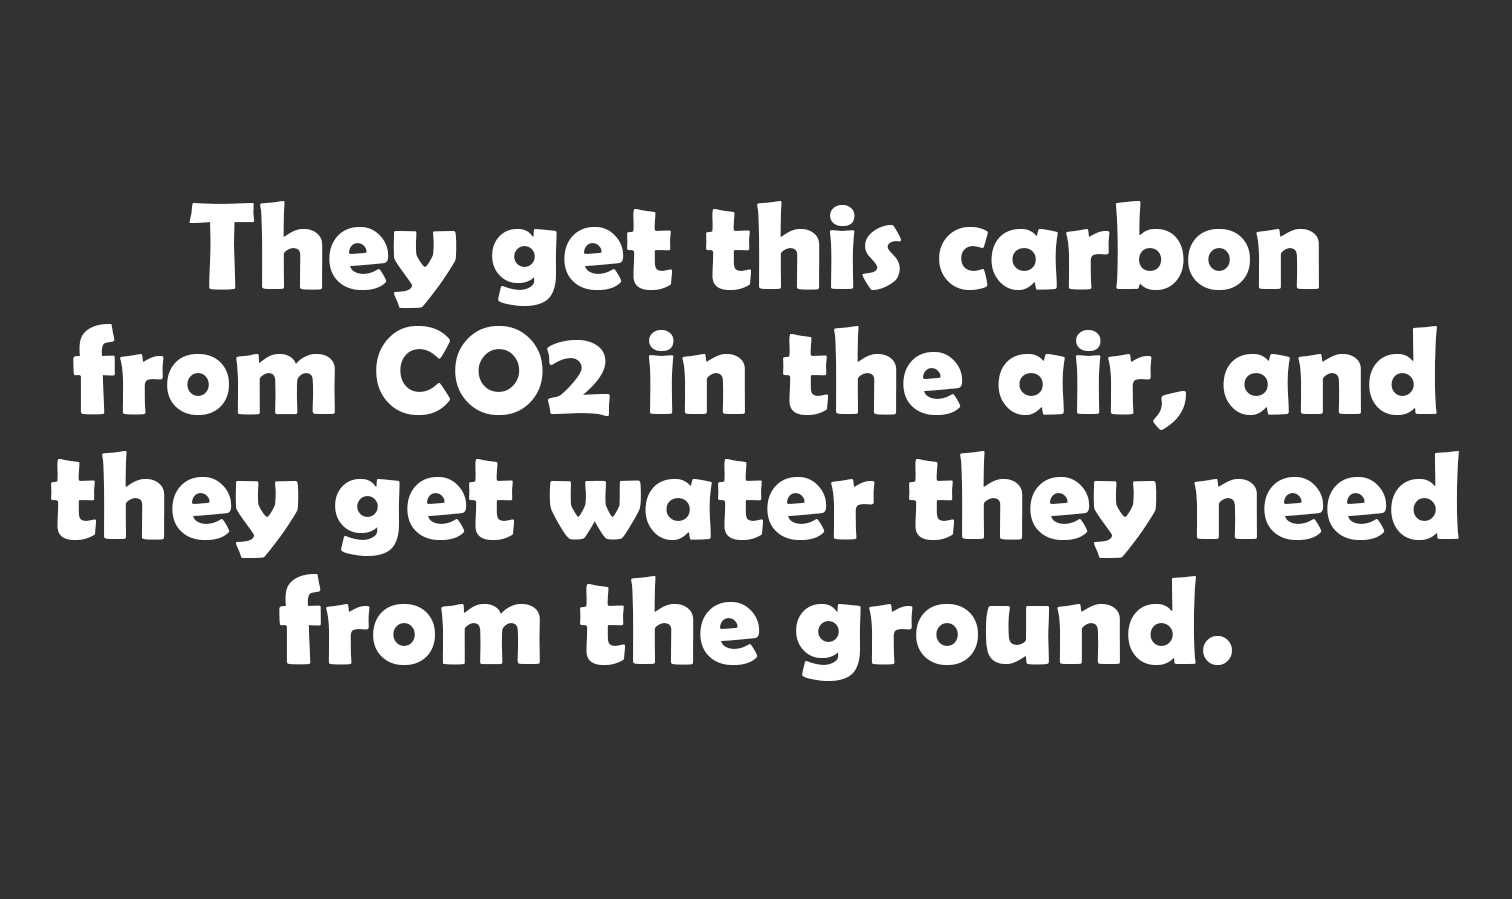 They get this carbon
from CO2 in the air, and
they get water they need
from the ground.